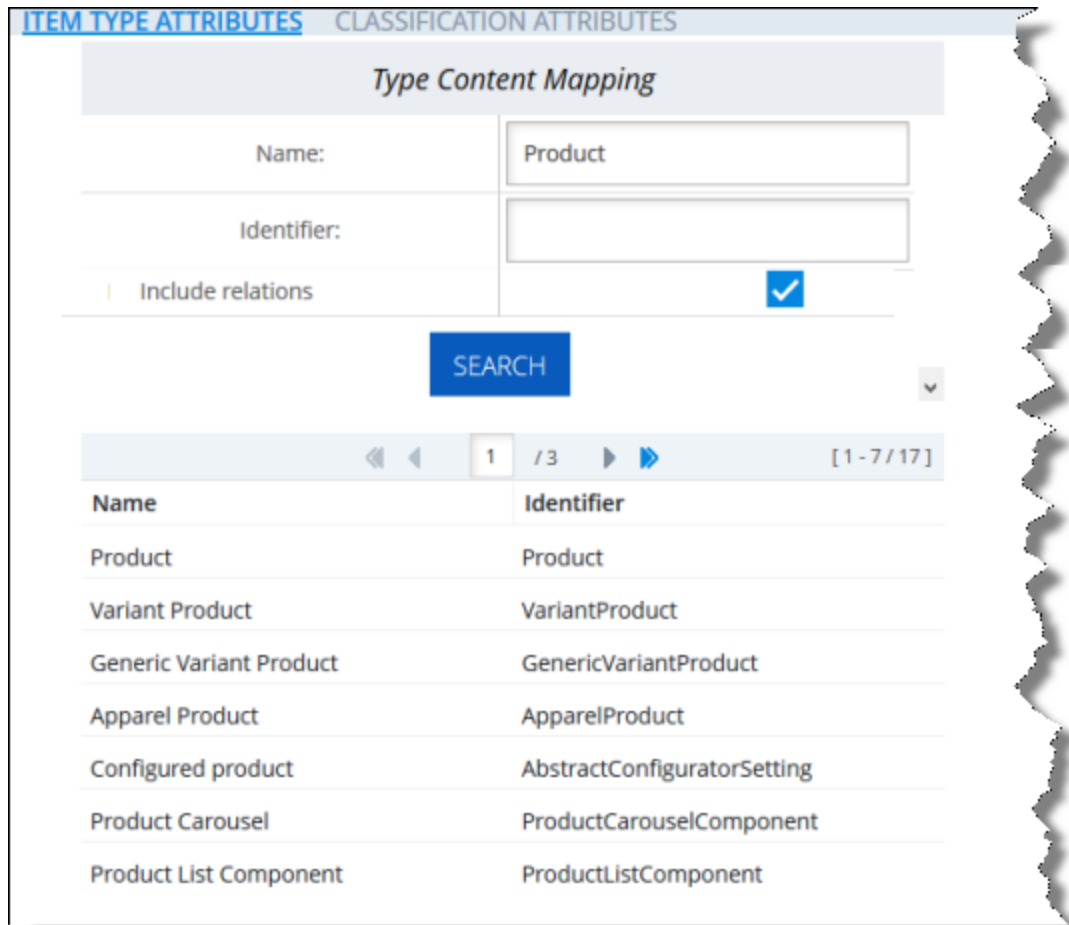 ITEM TYPE ATTRIBUTES CLASSIFICATION ATTRIBUTES
Type Content Mapping
Name: Product
Identifier:
Include relations
SEARCH
1 / 3 [ 1 - 7 / 17 ]
Name Identifier
Product Product
Variant Product VariantProduct
Generic Variant Product GenericVariantProduct
Apparel Product ApparelProduct
Configured product AbstractConfiguratorSetting
Product Carousel ProductCarouselComponent
Product List Component ProductListComponent